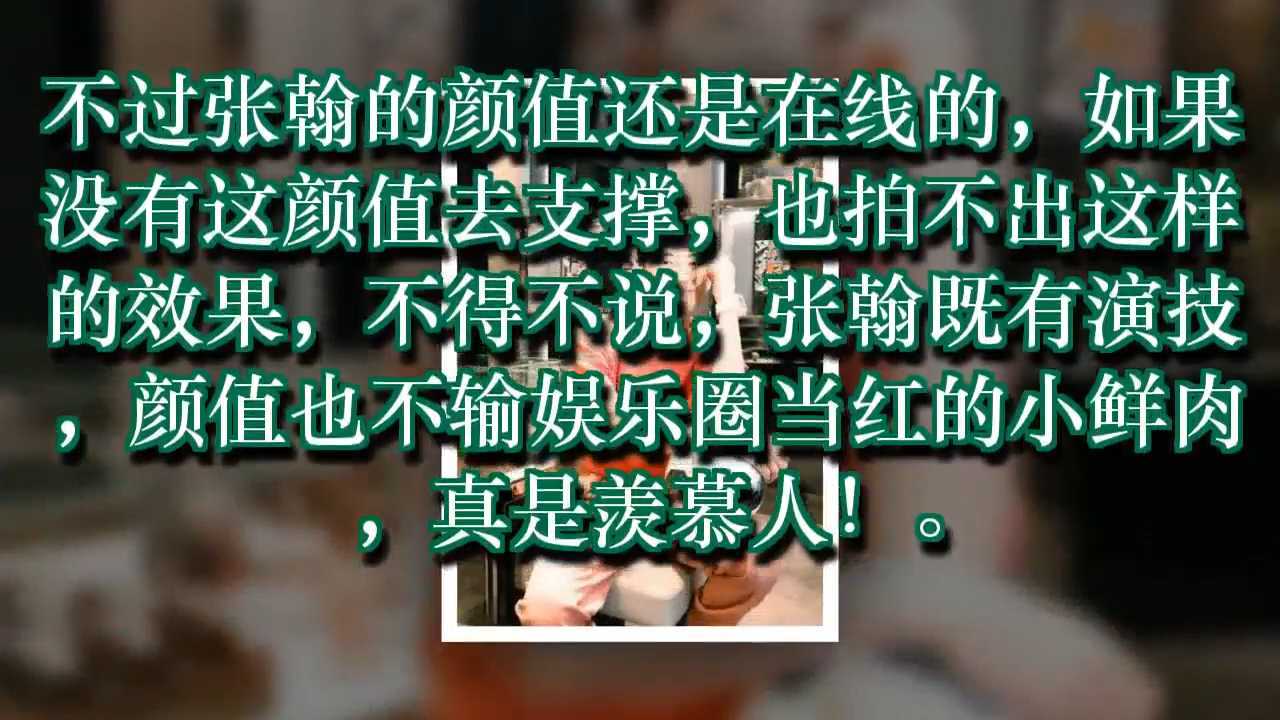 不过张翰的颜值还是在线的，如果
没有这颜值去支撑，也拍不出这样
的效果，不得不说，张翰既有演技
，颜值也不输娱乐圈当红的小鲜肉
，真是羡慕人！。